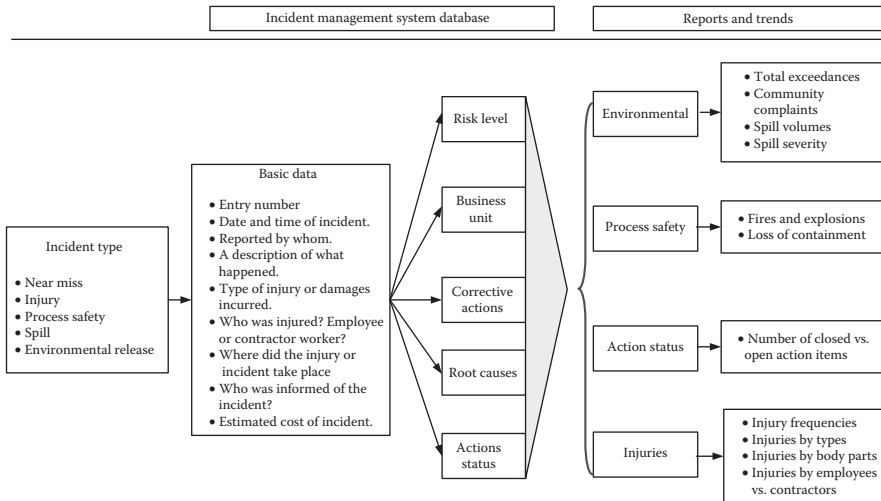 Incident management system database
Reports and trends
Incident type
• Near miss
• Injury
• Process safety
• Spill
• Environmental release
Basic data
• Entry number
• Date and time of incident.
• Reported by whom.
• A description of what
happened.
• Type of injury or damages
incurred.
• Who was injured? Employee
or contractor worker?
• Where did the injury or
incident take place
• Who was informed of the
incident?
• Estimated cost of incident.
Risk level
Business
unit
Corrective
actions
Root causes
Actions
status
Environmental
• Total exceedances
• Community
complaints
• Spill volumes
• Spill severity
Process safety
• Fires and explosions
• Loss of containment
Action status
• Number of closed vs.
open action items
Injuries
• Injury frequencies
• Injuries by types
• Injuries by body parts
• Injuries by employees
vs. contractors